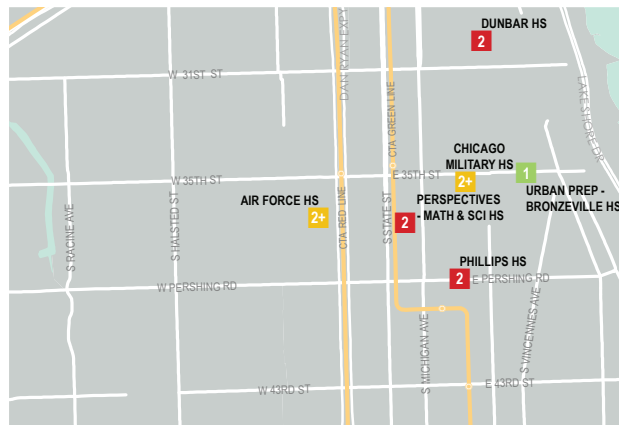 DUNBAR HS
2
DAN RYAN EXPY
W 31ST ST
LAKE SHORE DR
CTA GREEN LINE
CHICAGO
MILITARY HS
2+
1
W 35TH ST
E 35TH ST
URBAN PREP -
BRONZEVILLE HS
AIR FORCE HS
2+
PERSPECTIVES
- MATH & SCI HS
2
S RACINE AVE
S HALSTED ST
CTA RED LINE
S STATE ST
PHILLIPS HS
2
W PERSHING RD
E PERSHING RD
S MICHIGAN AVE
S VINCENNES AVE
W 43RD ST
E 43RD ST